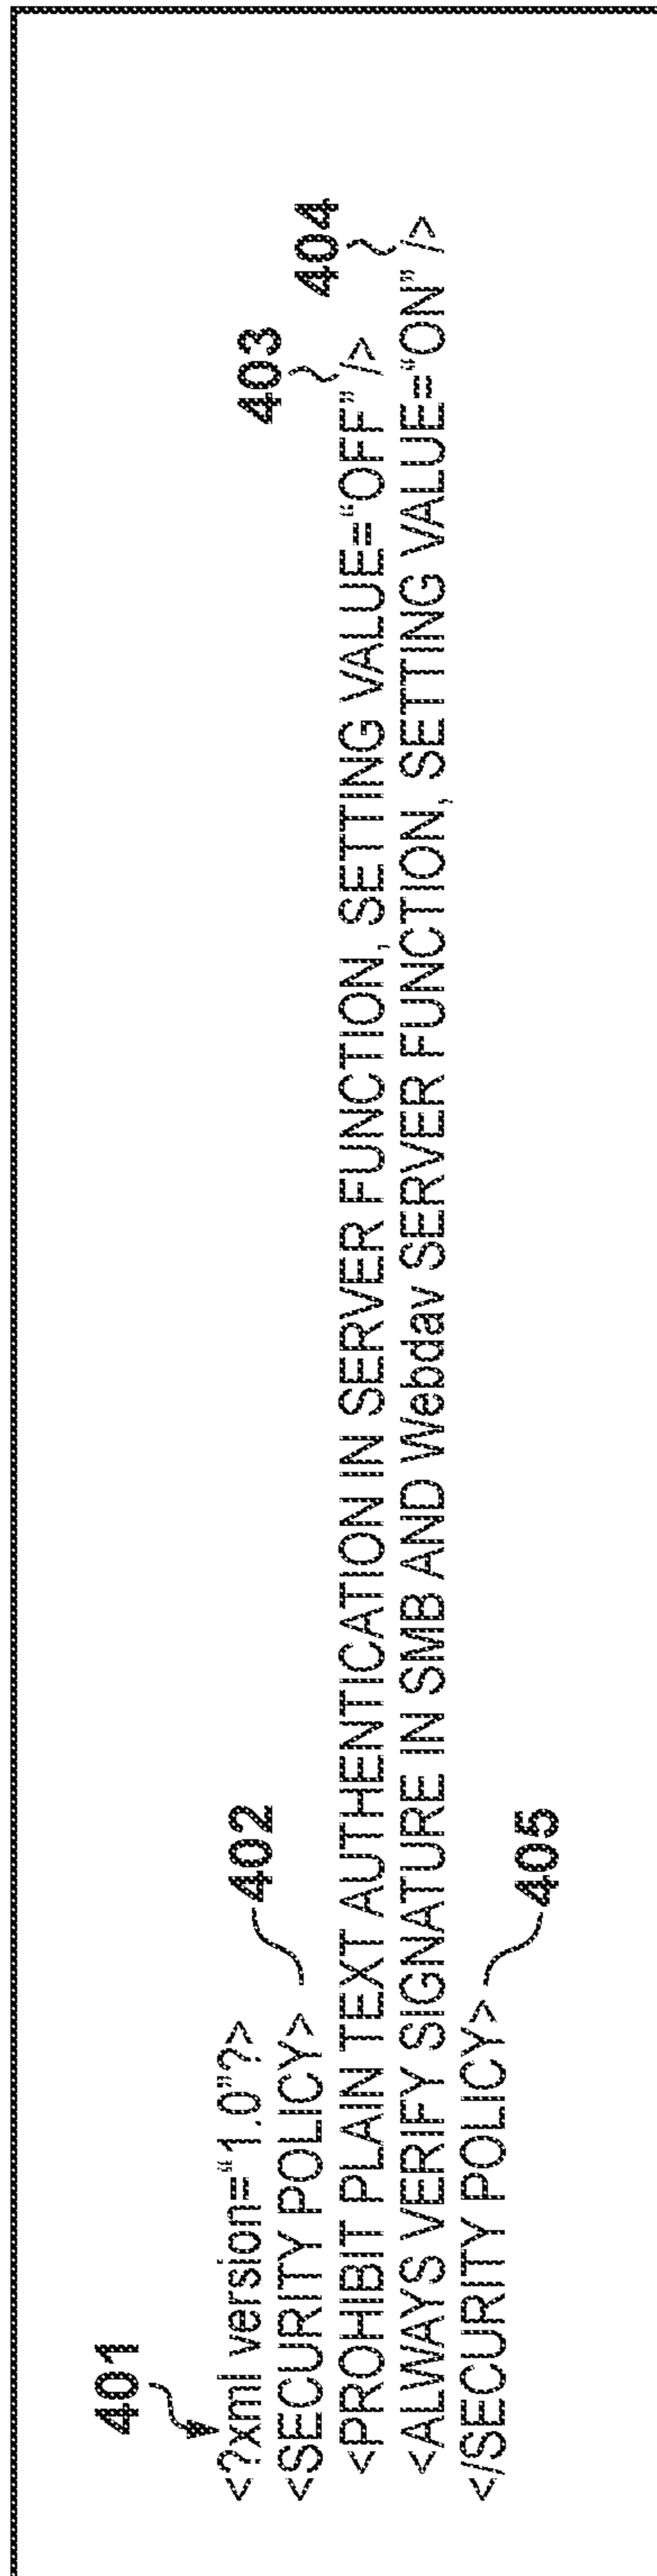 401
<?xml version=“1.0”?>
<SECURITY POLICY> 402
<PROHIBIT PLAIN TEXT AUTHENTICATION IN SERVER FUNCTION, SETTING VALUE=“OFF” /> 403
<ALWAYS VERIFY SIGNATURE IN SMB AND Webdav SERVER FUNCTION, SETTING VALUE=“ON” /> 404
</SECURITY POLICY> 405